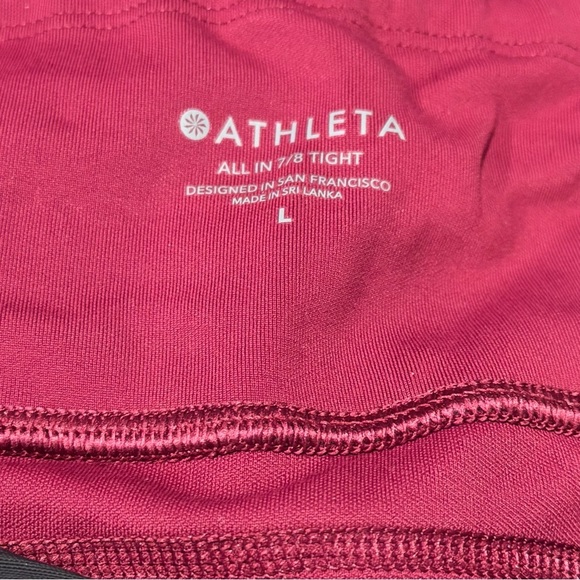 ATHLETA
ALL IN 7/8 TIGHT
DESIGNED IN SAN FRANCISCO
MADE IN SRI LANKA
L